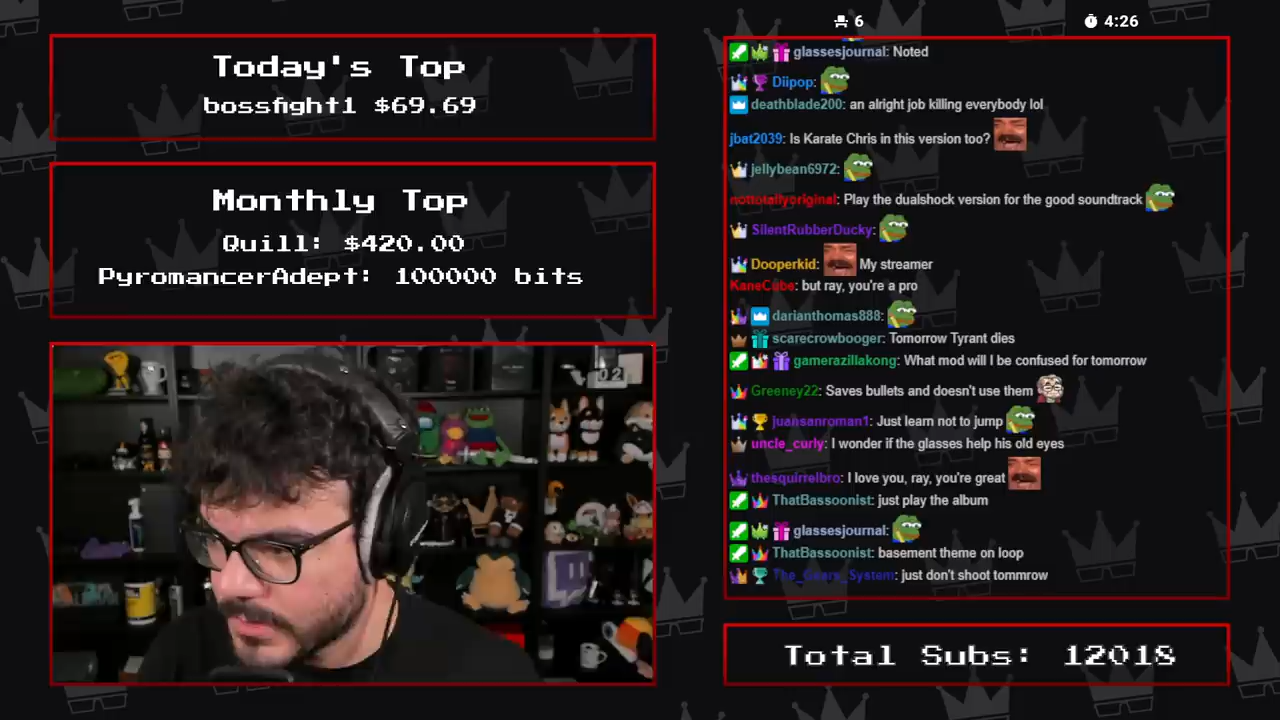 6
4:26
Today's Top
bossfight1 $69.69
Monthly Top
Quill: $420.00
PyromancerAdept: 100000 bits
glassesjournal: Noted
Diipop:
deathblade200: an alright job killing everybody lol
jbat2039: Is Karate Chris in this version too?
jellybean6972:
nottotallyoriginal: Play the dualshock version for the good soundtrack
SilentRubberDucky:
Dooperkid: My streamer
KaneCube: but ray, you're a pro
darianthomas888:
scarecrowbooger: Tomorrow Tyrant dies
gamerazillakong: What mod will I be confused for tomorrow
Greeney22: Saves bullets and doesn't use them
juansanroman1: Just learn not to jump
uncle_curly: I wonder if the glasses help his old eyes
thesquirrelbro: I love you, ray, you're great
ThatBassoonist: just play the album
glassesjournal:
ThatBassoonist: basement theme on loop
The_Gears_System: just don't shoot tommrow
Total Subs: 12018
02